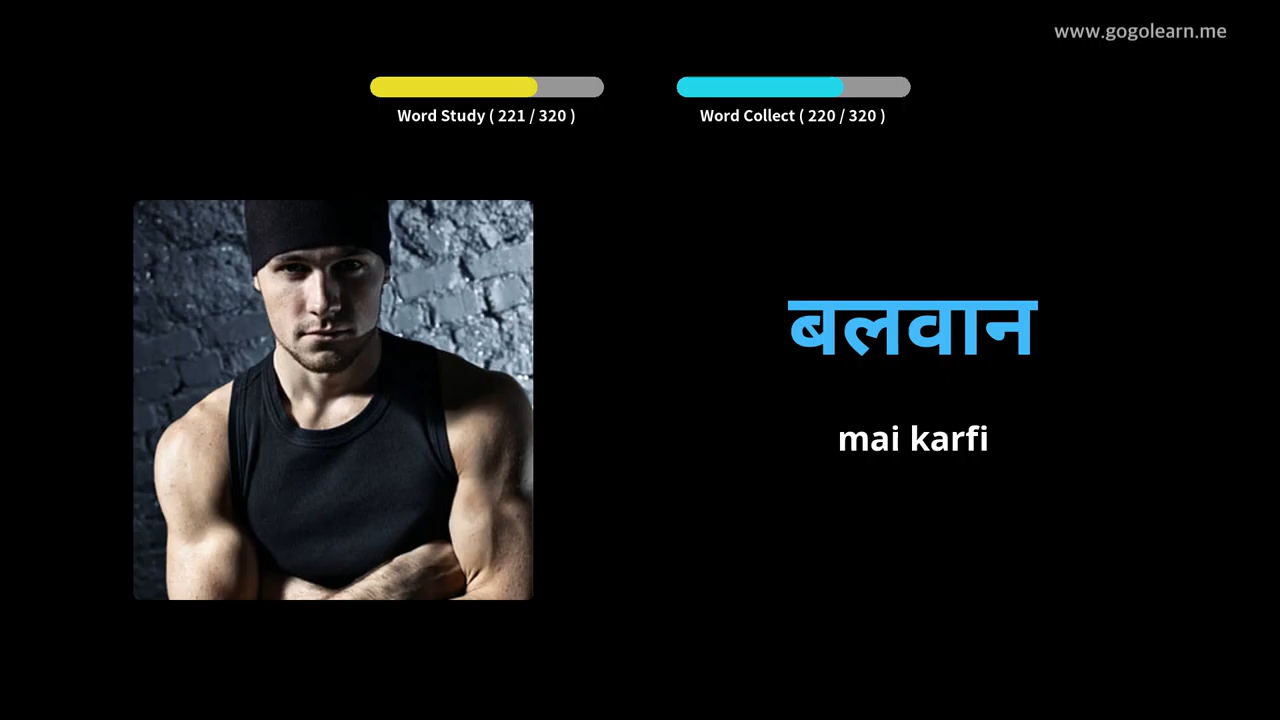 www.gogolearn.me
Word Study ( 221 / 320 )
Word Collect ( 220 / 320 )
बलवान
mai karfi